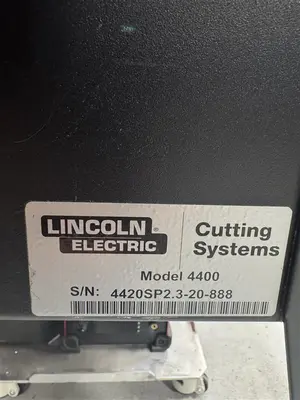 LINCOLN
ELECTRIC
Cutting
Systems
Model 4400
S/N: 4420SP2.3-20-888